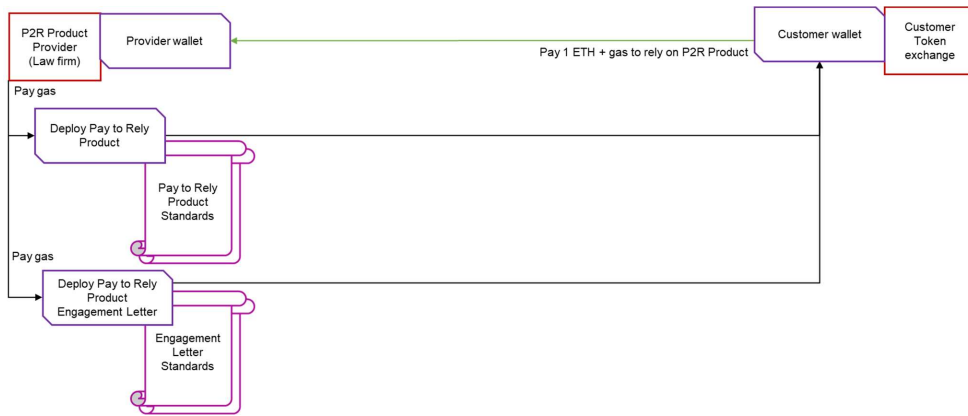 P2R Product
Provider
(Law firm)
Provider wallet
Customer wallet
Customer
Token
exchange
Pay 1 ETH + gas to rely on P2R Product
Pay gas
Deploy Pay to Rely
Product
Pay to Rely
Product
Standards
Pay gas
Deploy Pay to Rely
Product
Engagement Letter
Engagement
Letter
Standards